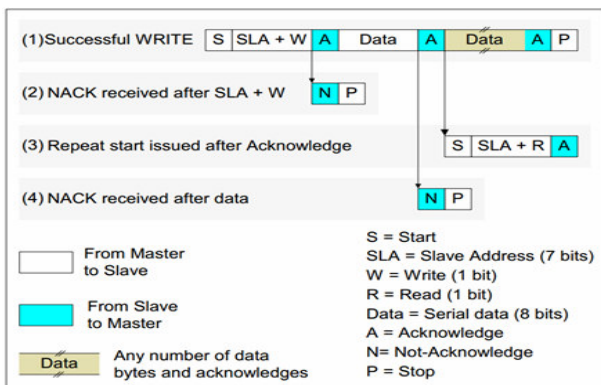 (1)Successful WRITE S SLA + W A Data A Data A P
(2) NACK received after SLA + W N P
(3) Repeat start issued after Acknowledge S SLA + R A
(4) NACK received after data N P
From Master
to Slave
From Slave
to Master
Data Any number of data
bytes and acknowledges
S = Start
SLA = Slave Address (7 bits)
W = Write (1 bit)
R = Read (1 bit)
Data = Serial data (8 bits)
A = Acknowledge
N= Not-Acknowledge
P = Stop